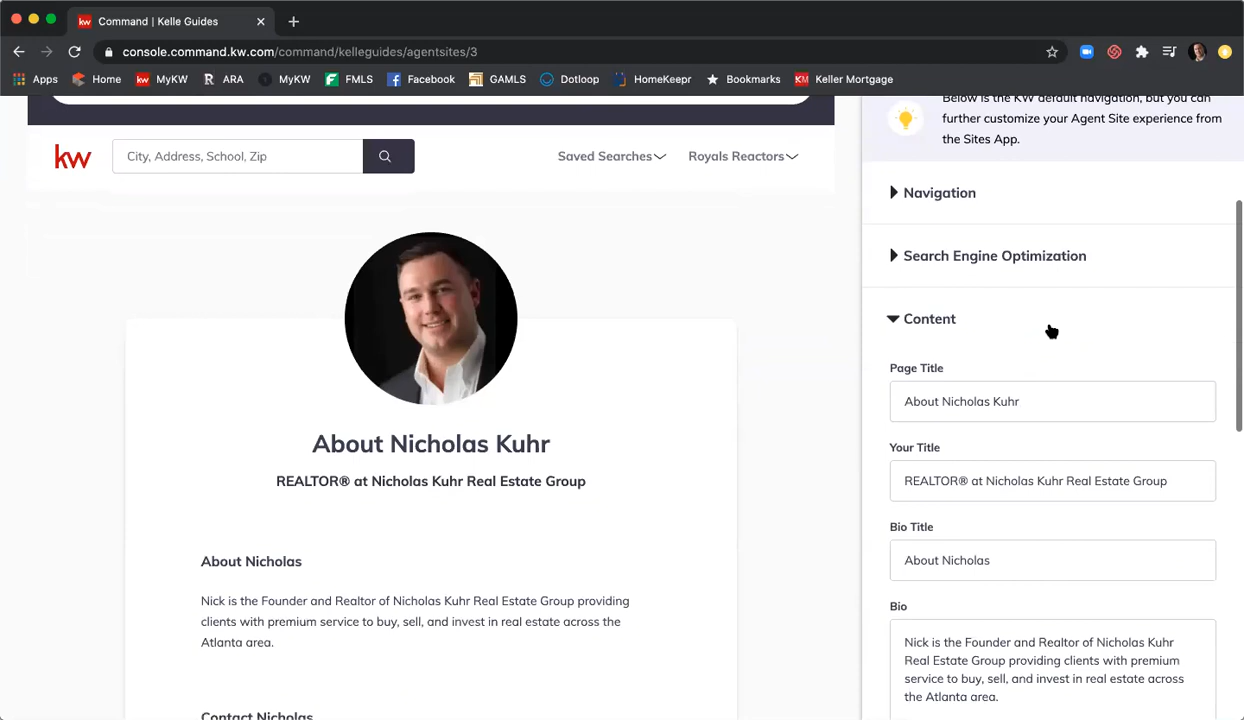 kw Command | Kelle Guides
console.command.kw.com/command/kelleguides/agentsites/3
Apps Home kw MyKW R ARA MyKW FMLS Facebook GAMLS Dotloop HomeKeepr Bookmarks KM Keller Mortgage
kw City, Address, School, Zip Saved Searches Royals Reactors
About Nicholas Kuhr
REALTOR® at Nicholas Kuhr Real Estate Group
About Nicholas
Nick is the Founder and Realtor of Nicholas Kuhr Real Estate Group providing
clients with premium service to buy, sell, and invest in real estate across the
Atlanta area.
Contact Nicholas
Below is the KW default navigation, but you can
further customize your Agent Site experience from
the Sites App.
Navigation
Search Engine Optimization
Content
Page Title
About Nicholas Kuhr
Your Title
REALTOR® at Nicholas Kuhr Real Estate Group
Bio Title
About Nicholas
Bio
Nick is the Founder and Realtor of Nicholas Kuhr
Real Estate Group providing clients with premium
service to buy, sell, and invest in real estate across
the Atlanta area.